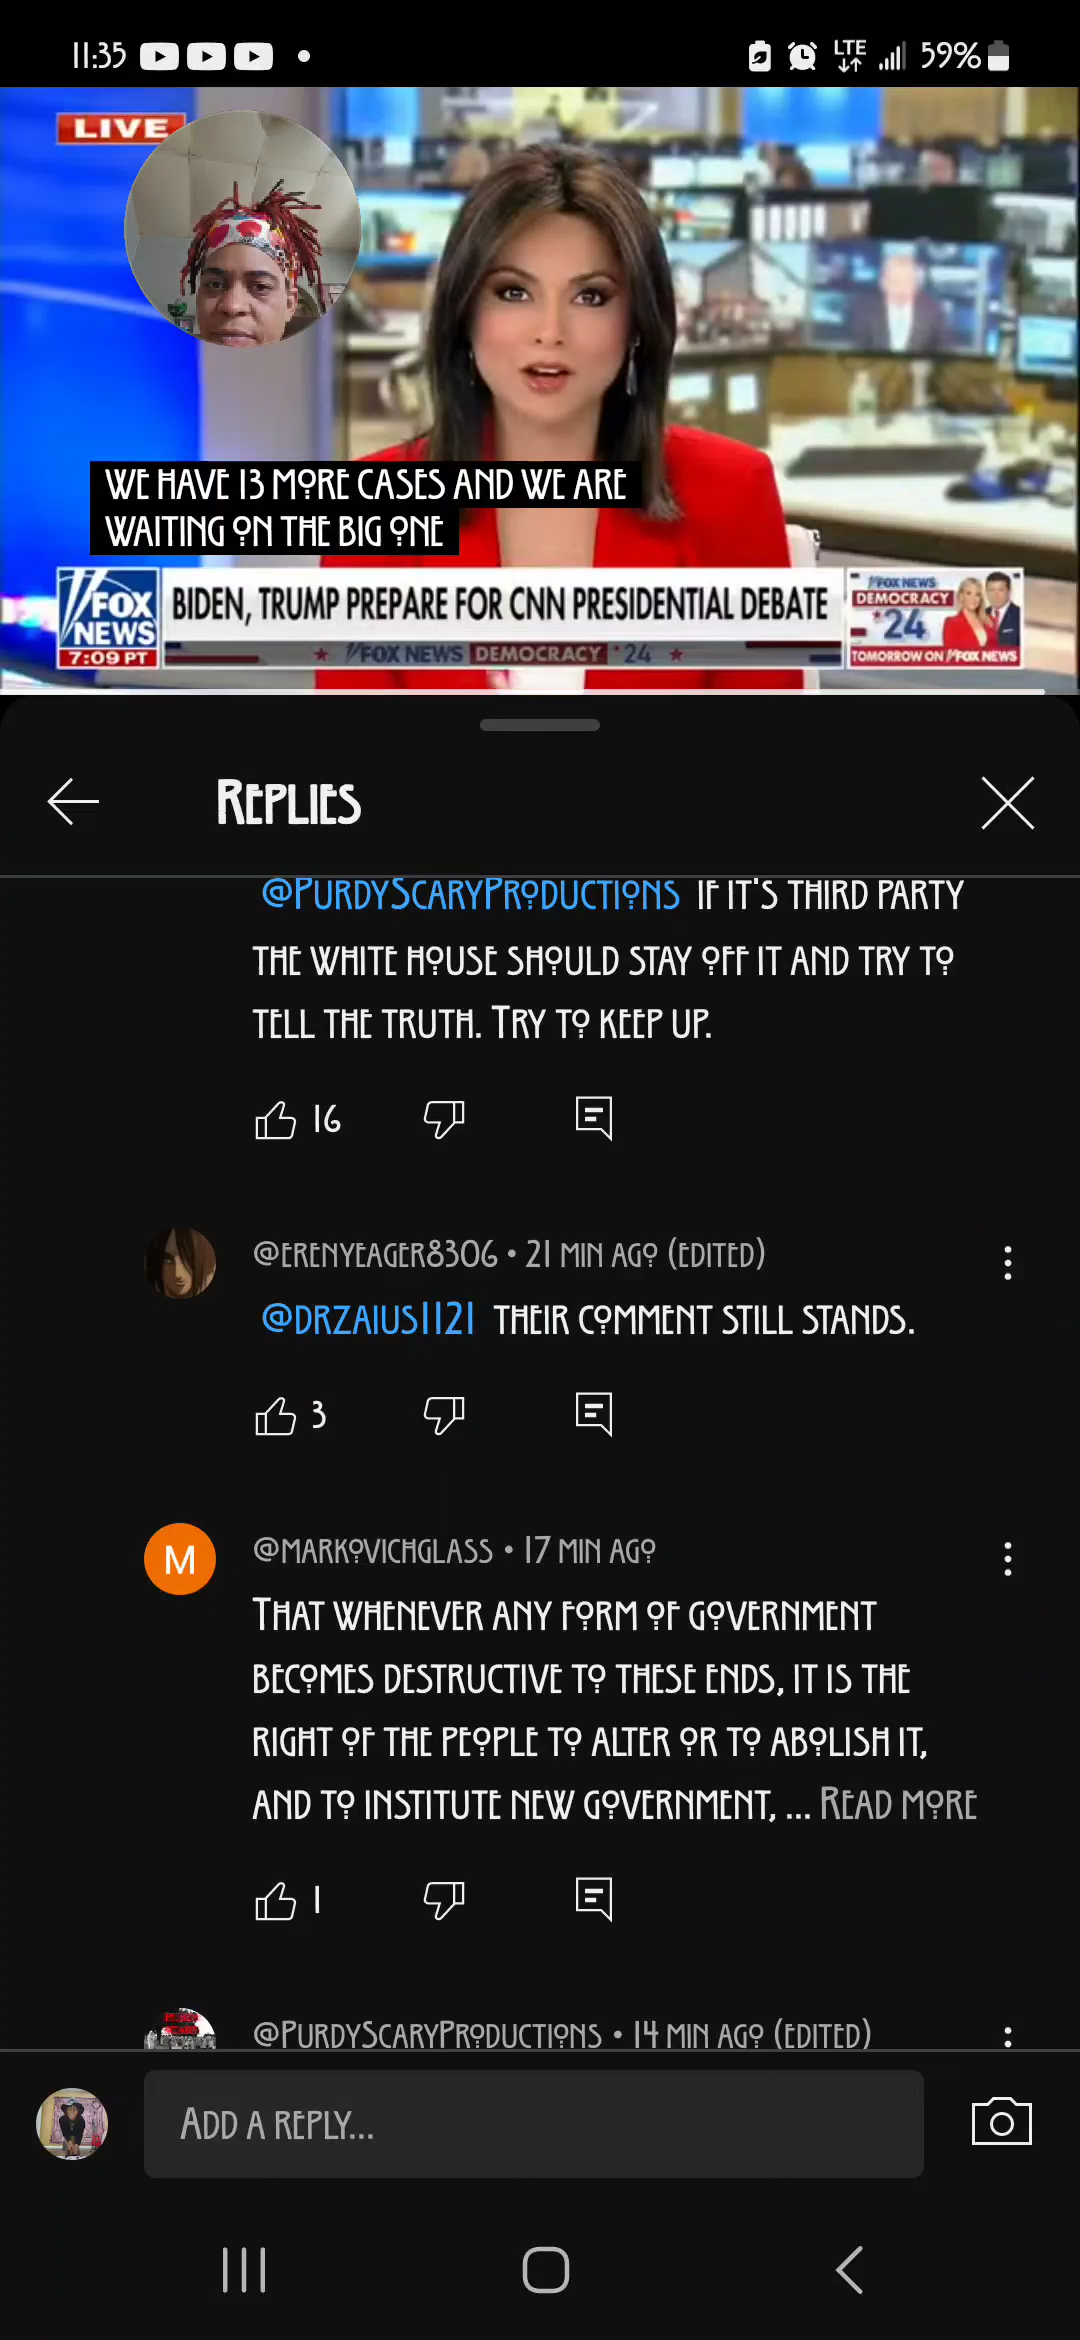 11:35
LTE 59%
LIVE
WE HAVE 13 MORE CASES AND WE ARE
WAITING ON THE BIG ONE
FOX
NEWS
7:09 PT
BIDEN, TRUMP PREPARE FOR CNN PRESIDENTIAL DEBATE
FOX NEWS DEMOCRACY '24
FOX NEWS
DEMOCRACY
'24
TOMORROW ON FOX NEWS
REPLIES
@PURDYSCARYPRODUCTIONS IF IT'S THIRD PARTY
THE WHITE HOUSE SHOULD STAY OFF IT AND TRY TO
TELL THE TRUTH. TRY TO KEEP UP.
16
@ERENYEAGER8306 • 21 MIN AGO (EDITED)
@DRZAIUS1121 THEIR COMMENT STILL STANDS.
3
M
@MARKOVICHGLASS • 17 MIN AGO
THAT WHENEVER ANY FORM OF GOVERNMENT
BECOMES DESTRUCTIVE TO THESE ENDS, IT IS THE
RIGHT OF THE PEOPLE TO ALTER OR TO ABOLISH IT,
AND TO INSTITUTE NEW GOVERNMENT, ... READ MORE
1
@PURDYSCARYPRODUCTIONS • 14 MIN AGO (EDITED)
ADD A REPLY...